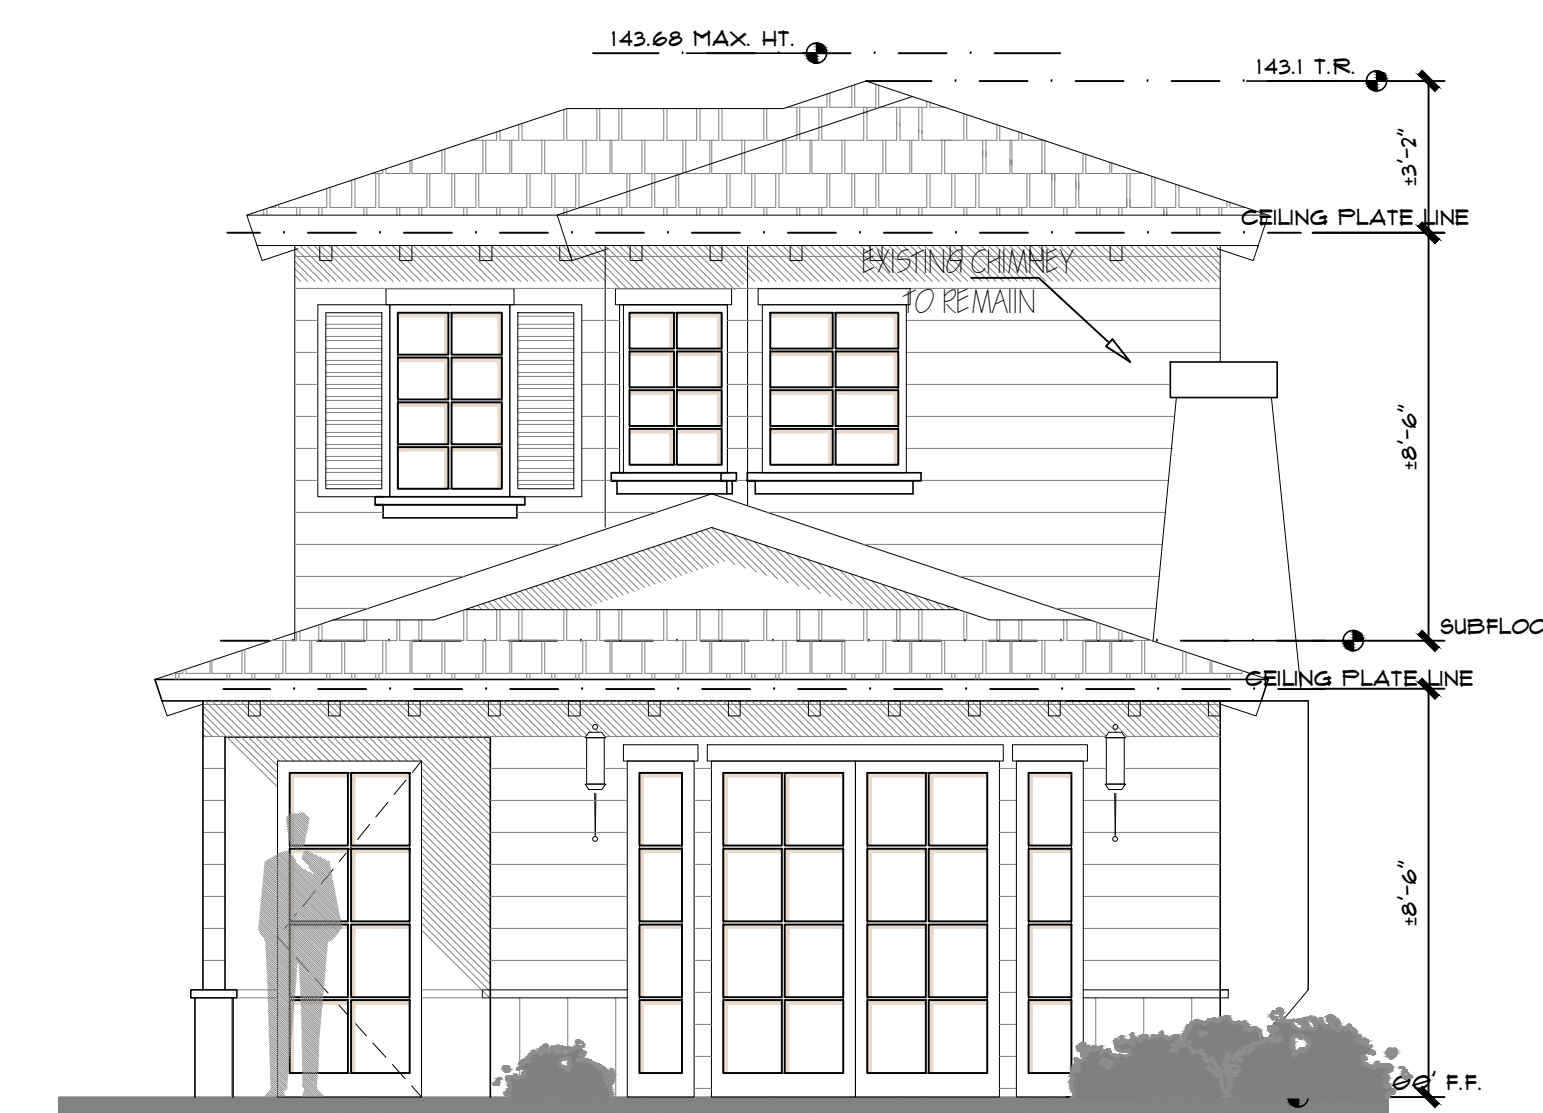 143.68 MAX. HT.
143.1 T.R.
±3'-2"
CEILING PLATE LINE
EXISTING CHIMNEY
TO REMAIIN
±8'-6"
SUBFLOO
CEILING PLATE LINE
±8'-6"
F.F.